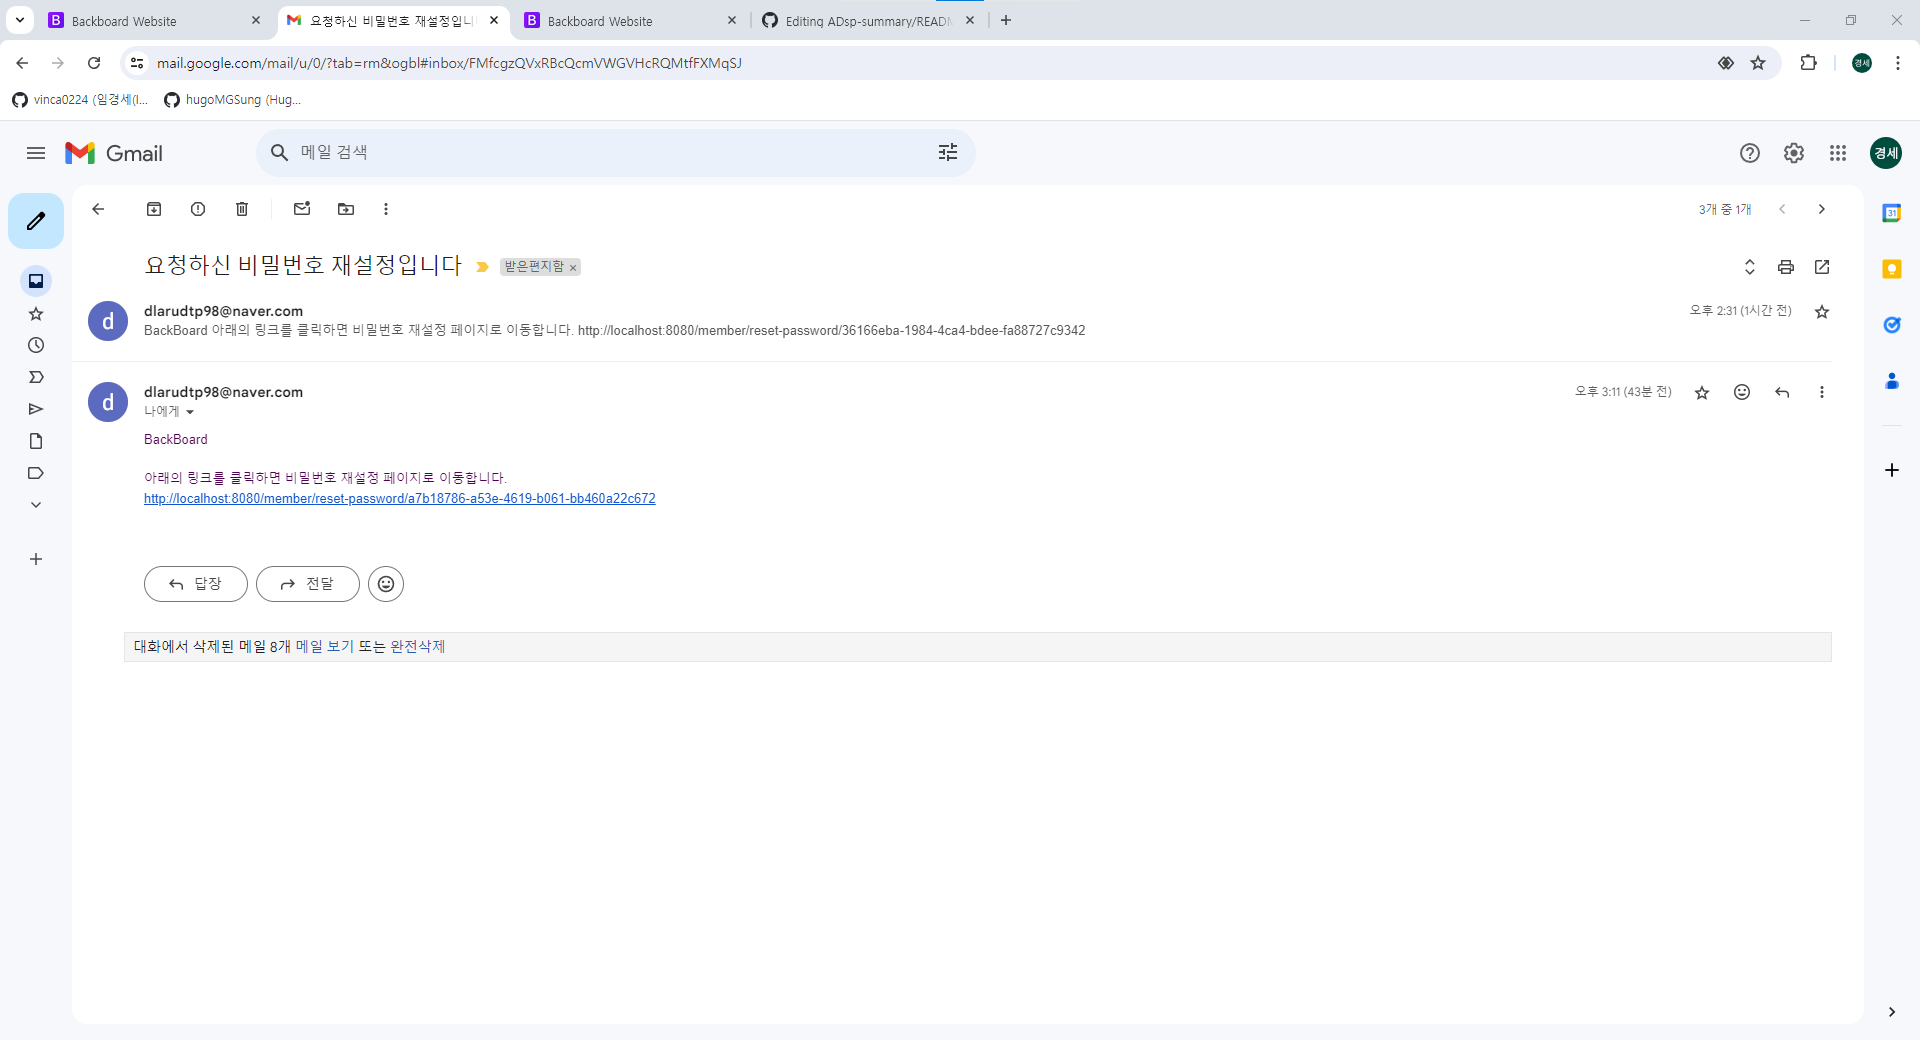 Backboard Website
요청하신 비밀번호 재설정입니
Backboard Website
Editing ADsp-summary/READM
mail.google.com/mail/u/0/?tab=rm&ogbl#inbox/FMfcgzQVxRBcQcmVWGVHcRQMtfFXMqSJ
경세
vinca0224 (임경세(I...
hugoMGSung (Hug...
Gmail
메일 검색
경세
3개 중 1개
요청하신 비밀번호 재설정입니다
받은편지함 ×
d
dlarudtp98@naver.com
오후 2:31 (1시간 전)
BackBoard 아래의 링크를 클릭하면 비밀번호 재설정 페이지로 이동합니다. http://localhost:8080/member/reset-password/36166eba-1984-4ca4-bdee-fa88727c9342
d
dlarudtp98@naver.com
오후 3:11 (43분 전)
나에게
BackBoard
아래의 링크를 클릭하면 비밀번호 재설정 페이지로 이동합니다.
http://localhost:8080/member/reset-password/a7b18786-a53e-4619-b061-bb460a22c672
답장
전달
대화에서 삭제된 메일 8개 메일 보기 또는 완전삭제
31